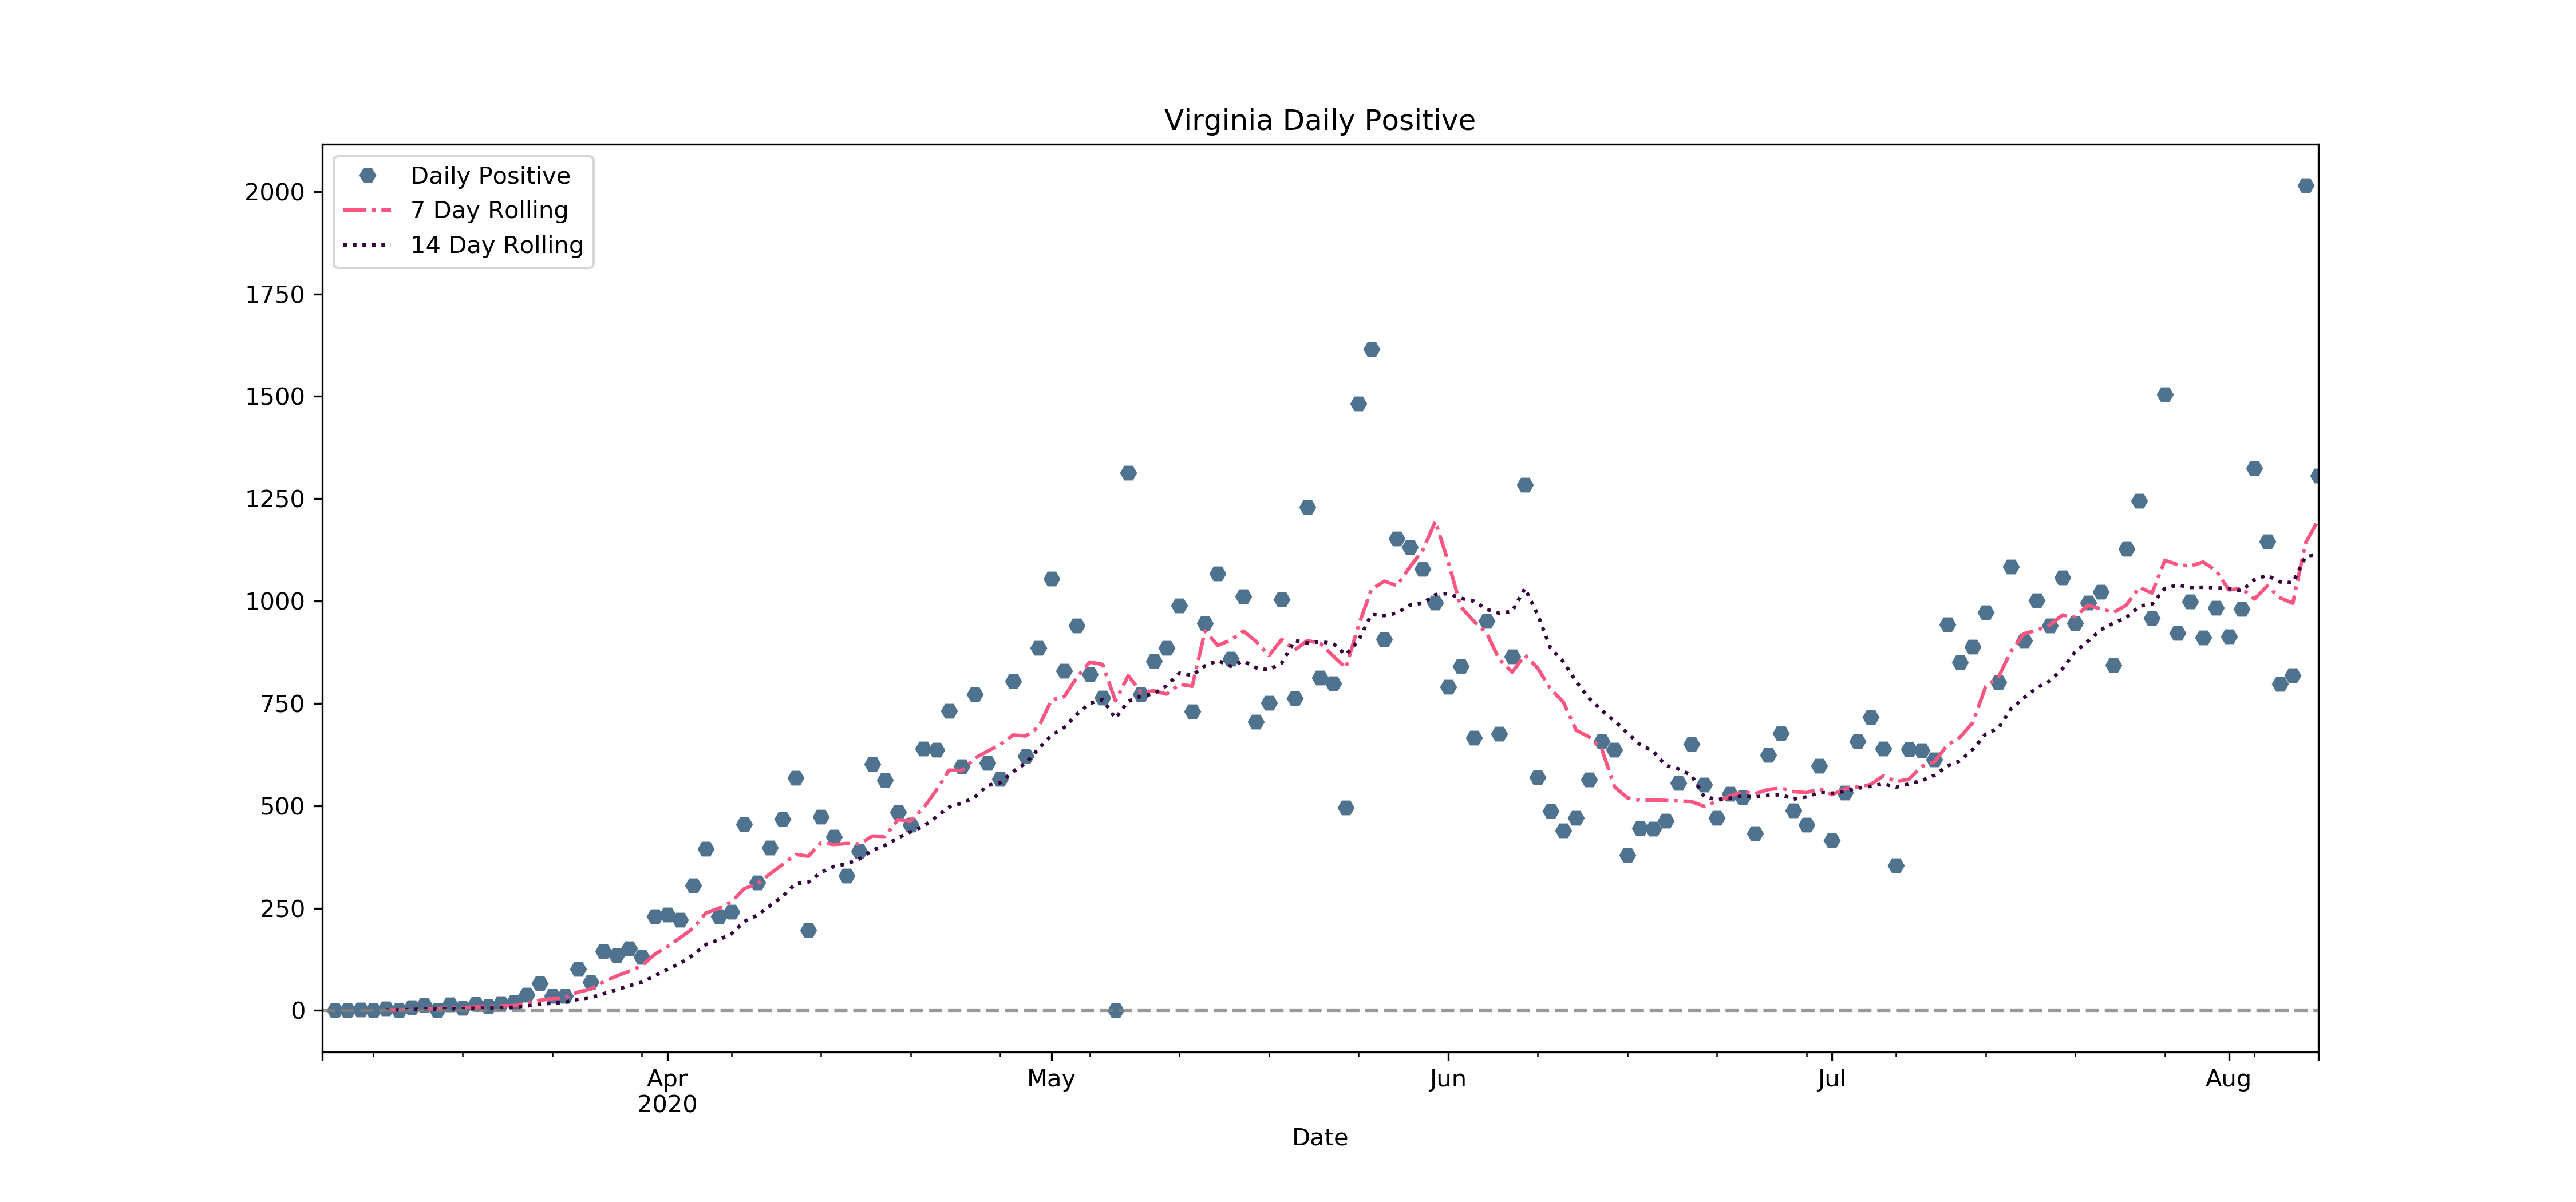 Virginia Daily Positive
Daily Positive
7 Day Rolling
14 Day Rolling
2000
1750
1500
1250
1000
750
500
250
0
Apr May Jun Jul Aug
2020
Date